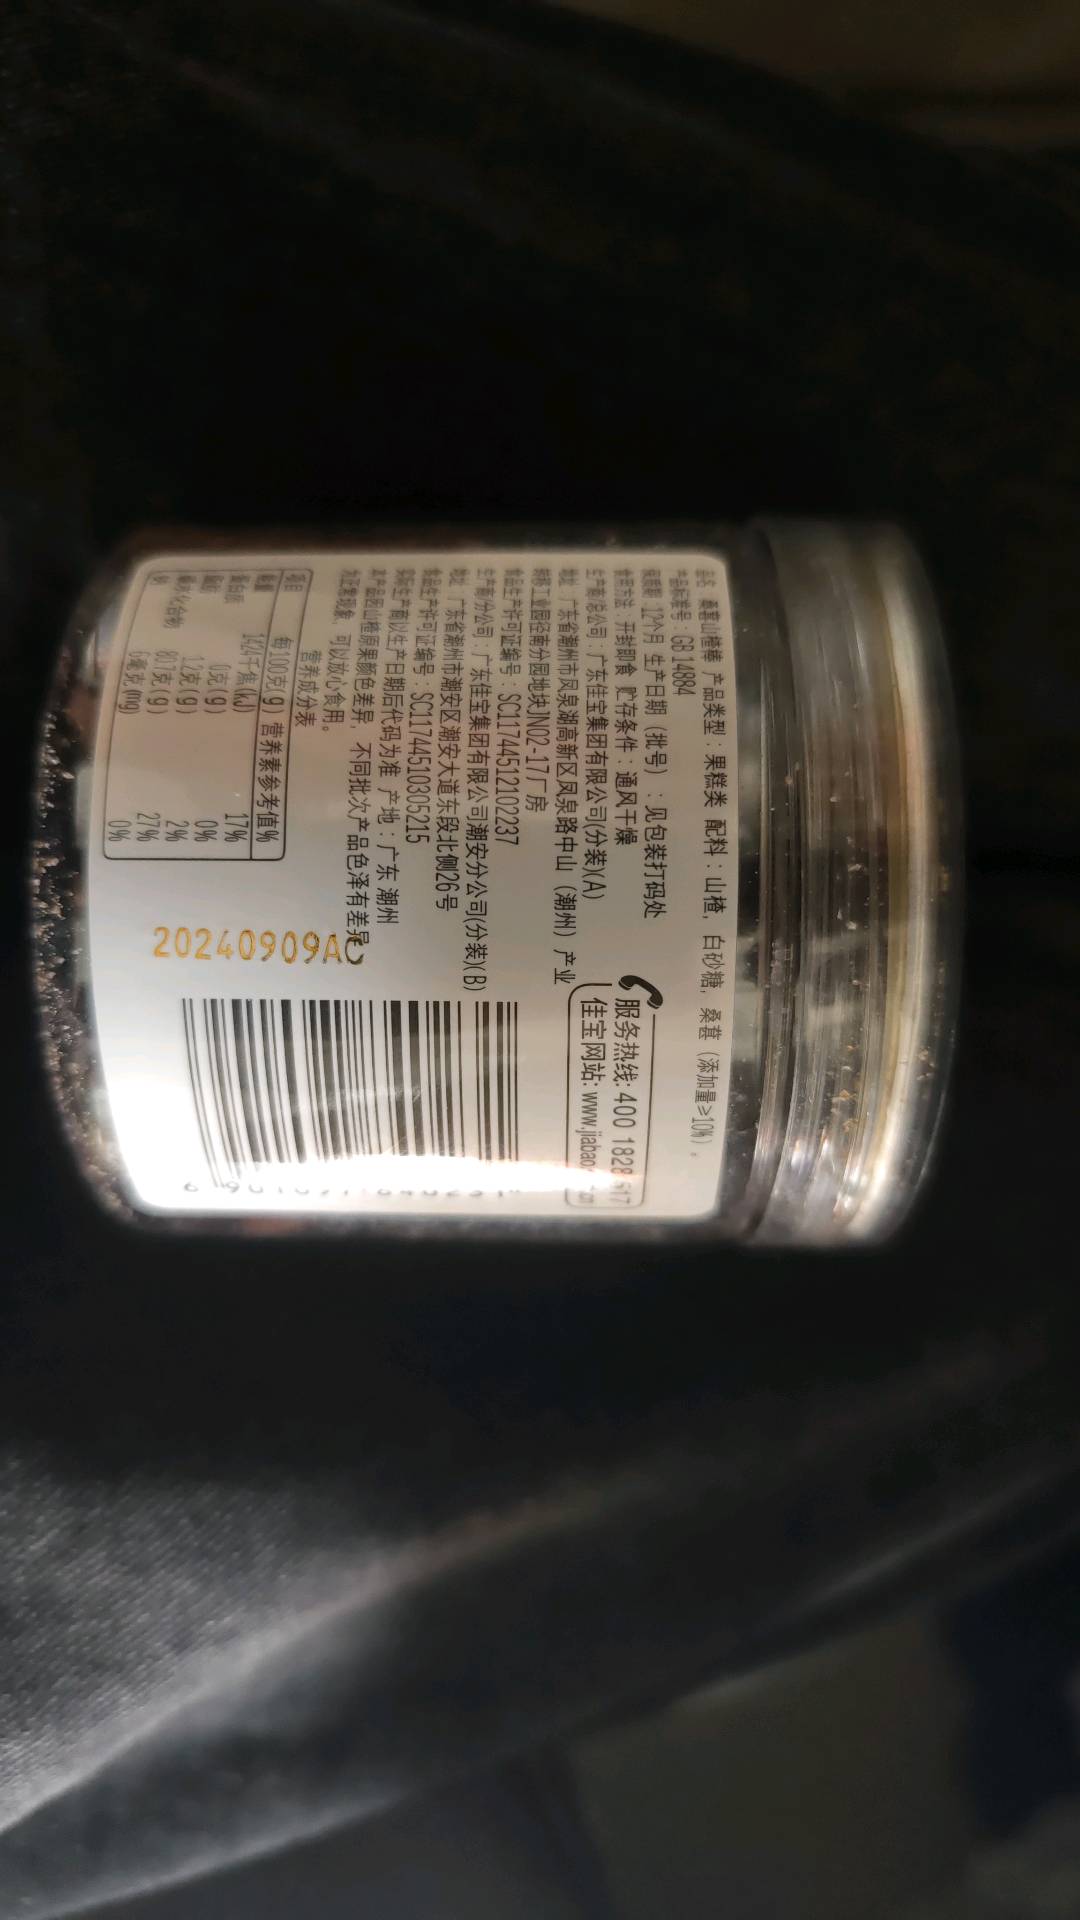 品名：桑葚山楂棒 产品类型：果糕类 配料：山楂，白砂糖，桑葚（添加量≥10%）。
产品标准号：GB 14884
保质期：12个月 生产日期（批号）：见包装打码处
食用方法：开封即食 贮存条件：通风干燥
生产商/总公司：广东佳宝集团有限公司(分装)(A)
地址：广东省潮州市凤泉湖高新区凤泉路中山（潮州）产业
转移工业园径南分园地块JN02-17厂房
食品生产许可证编号：SC11744512102237
生产商/分公司：广东佳宝集团有限公司潮安分公司(分装)(B)
地址：广东省潮州市潮安区潮安大道东段北侧26号
食品生产许可证编号：SC11744510305215
实际生产商以生产日期后代码为准 产地：广东 潮州
本产品因山楂原果颜色差异，不同批次产品色泽有差异
为正常现象，可以放心食用。
服务热线: 400 1828
佳宝网站: www.jiabao
营养成分表
项目 每100克(g) 营养素参考值%
能量 1424千焦(kJ) 17%
蛋白质 0克(g) 0%
脂肪 1.2克(g) 2%
碳水化合物 80.7克(g) 27%
钠 6毫克(mg) 0%
20240909AC